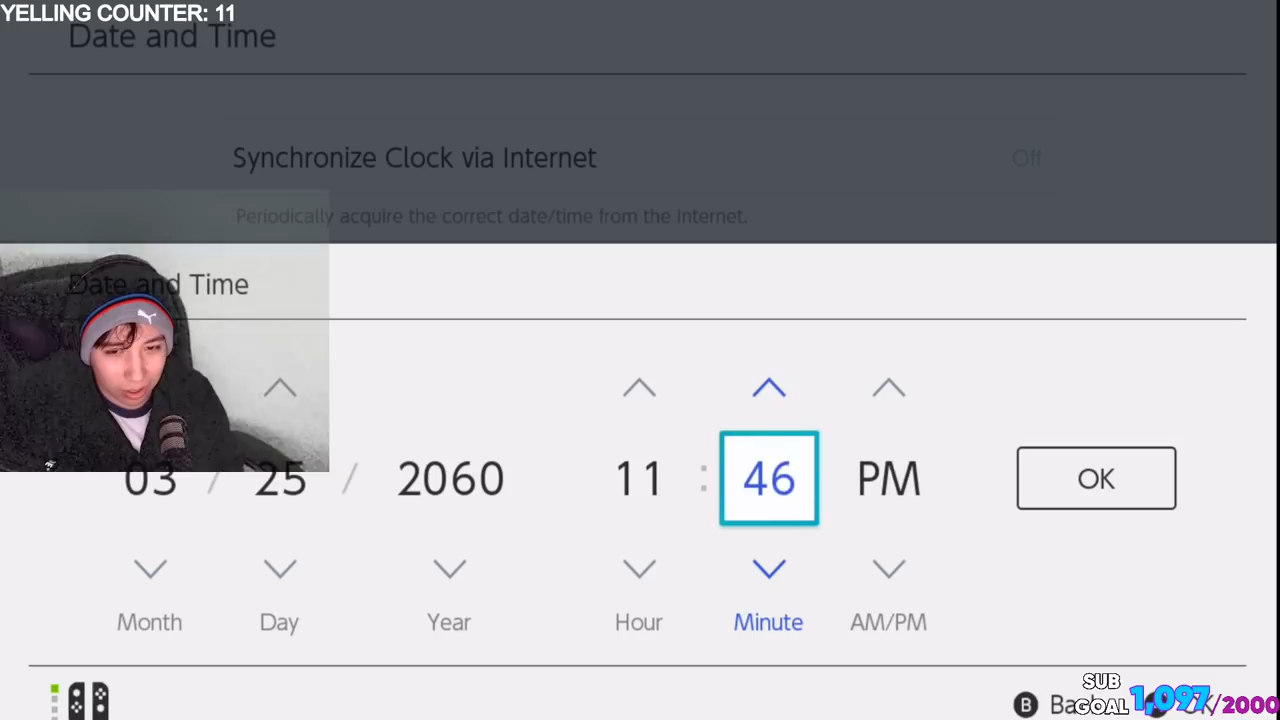 YELLING COUNTER: 11
Date and Time
Synchronize Clock via Internet
Off
Periodically acquire the correct date/time from the Internet.
Date and Time
03 / 25 / 2060 11 : 46 PM OK
Month Day Year Hour Minute AM/PM
SUB GOAL 1,097/2000
B